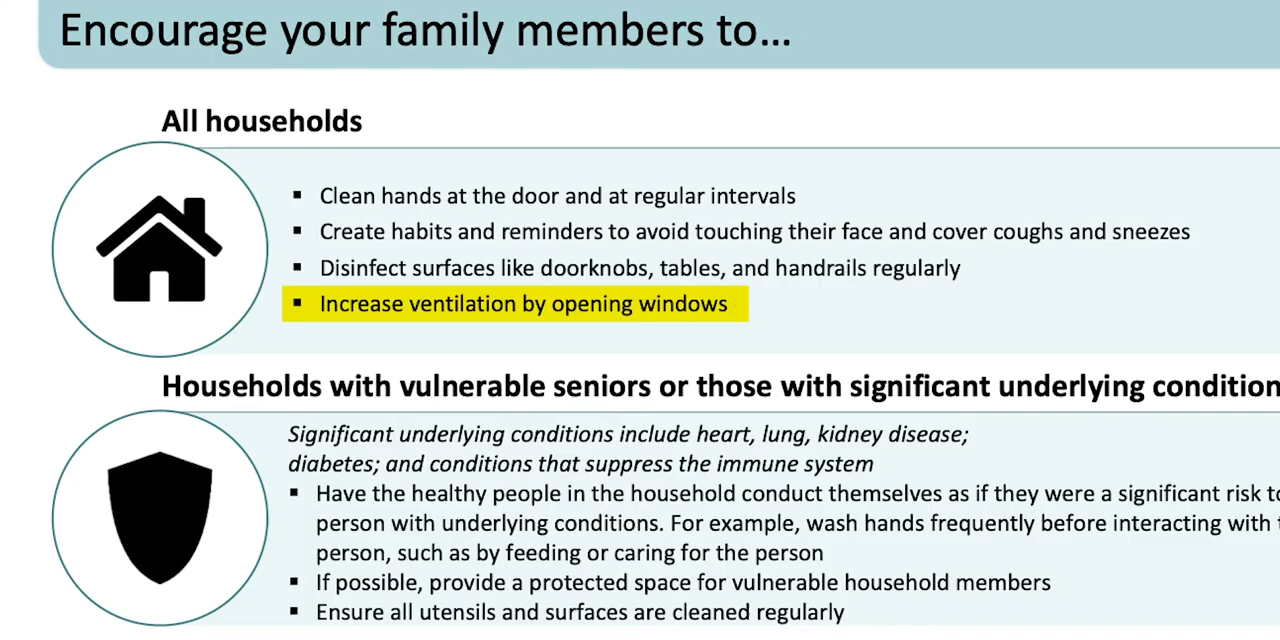 Encourage your family members to...
All households
▪ Clean hands at the door and at regular intervals
▪ Create habits and reminders to avoid touching their face and cover coughs and sneezes
▪ Disinfect surfaces like doorknobs, tables, and handrails regularly
▪ Increase ventilation by opening windows
Households with vulnerable seniors or those with significant underlying condition
Significant underlying conditions include heart, lung, kidney disease;
diabetes; and conditions that suppress the immune system
▪ Have the healthy people in the household conduct themselves as if they were a significant risk
person with underlying conditions. For example, wash hands frequently before interacting with
person, such as by feeding or caring for the person
▪ If possible, provide a protected space for vulnerable household members
▪ Ensure all utensils and surfaces are cleaned regularly